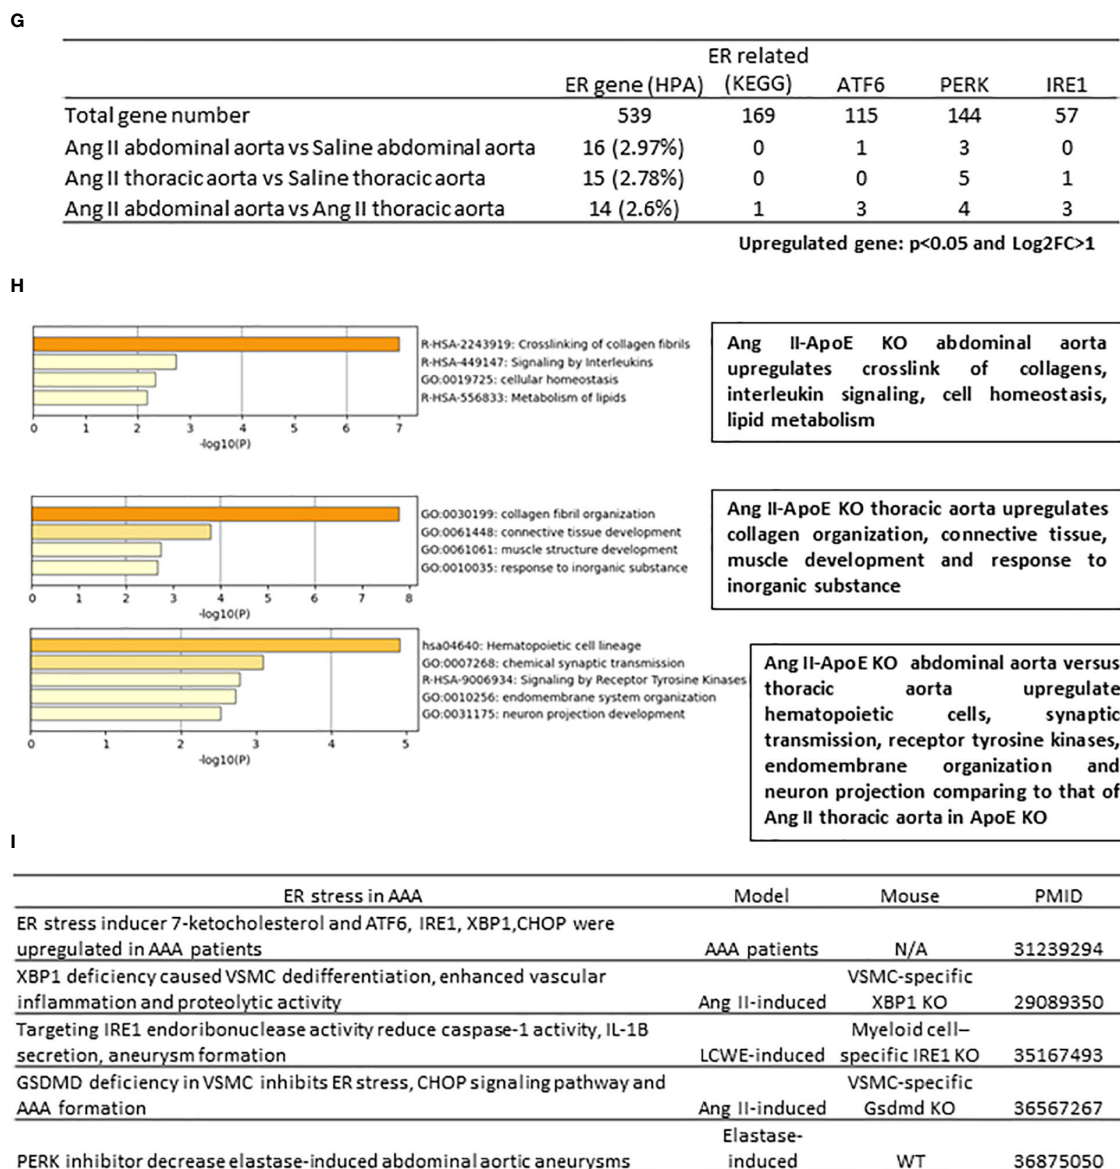 G
ER related
ER gene (HPA) (KEGG) ATF6 PERK IRE1
Total gene number 539 169 115 144 57
Ang II abdominal aorta vs Saline abdominal aorta 16 (2.97%) 0 1 3 0
Ang II thoracic aorta vs Saline thoracic aorta 15 (2.78%) 0 0 5 1
Ang II abdominal aorta vs Ang II thoracic aorta 14 (2.6%) 1 3 4 3
Upregulated gene: p<0.05 and Log2FC>1
H
R-HSA-2243919: Crosslinking of collagen fibrils
R-HSA-449147: Signaling by Interleukins
GO:0019725: cellular homeostasis
R-HSA-556833: Metabolism of lipids
0 1 2 3 4 5 6 7
-log10(P)
Ang II-ApoE KO abdominal aorta
upregulates crosslink of collagens,
interleukin signaling, cell homeostasis,
lipid metabolism
GO:0030199: collagen fibril organization
GO:0061448: connective tissue development
GO:0061061: muscle structure development
GO:0010035: response to inorganic substance
0 1 2 3 4 5 6 7 8
-log10(P)
Ang II-ApoE KO thoracic aorta upregulates
collagen organization, connective tissue,
muscle development and response to
inorganic substance
hsa04640: Hematopoietic cell lineage
GO:0007268: chemical synaptic transmission
R-HSA-9006934: Signaling by Receptor Tyrosine Kinases
GO:0010256: endomembrane system organization
GO:0031175: neuron projection development
0 1 2 3 4 5
-log10(P)
Ang II-ApoE KO abdominal aorta versus
thoracic aorta upregulate
hematopoietic cells, synaptic
transmission, receptor tyrosine kinases,
endomembrane organization and
neuron projection comparing to that of
Ang II thoracic aorta in ApoE KO
I
ER stress in AAA Model Mouse PMID
ER stress inducer 7-ketocholesterol and ATF6, IRE1, XBP1,CHOP were
upregulated in AAA patients AAA patients N/A 31239294
XBP1 deficiency caused VSMC dedifferentiation, enhanced vascular VSMC-specific
inflammation and proteolytic activity Ang II-induced XBP1 KO 29089350
Targeting IRE1 endoribonuclease activity reduce caspase-1 activity, IL-1B Myeloid cell–
secretion, aneurysm formation LCWE-induced specific IRE1 KO 35167493
GSDMD deficiency in VSMC inhibits ER stress, CHOP signaling pathway and VSMC-specific
AAA formation Ang II-induced Gsdmd KO 36567267
Elastase-
PERK inhibitor decrease elastase-induced abdominal aortic aneurysms induced WT 36875050